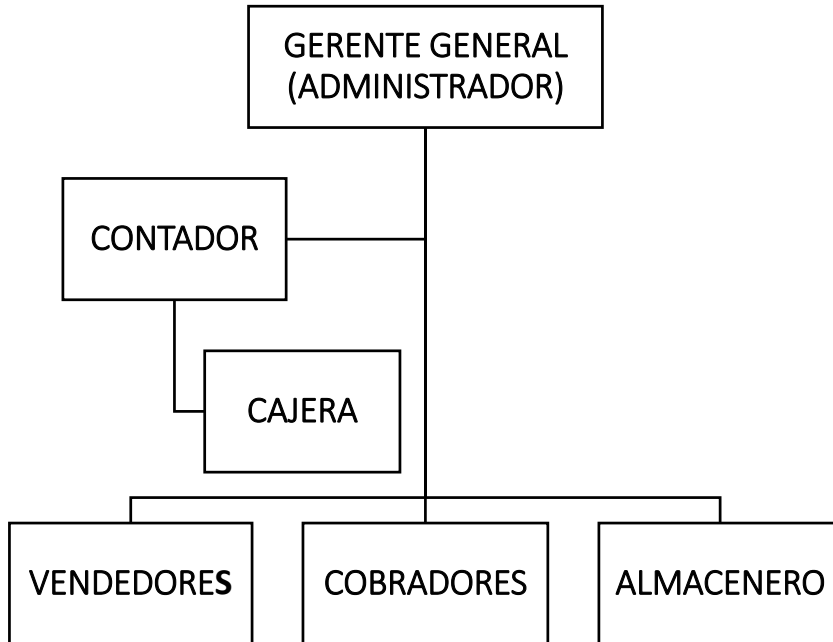 GERENTE GENERAL
(ADMINISTRADOR)
CONTADOR
CAJERA
VENDEDORES
COBRADORES
ALMACENERO